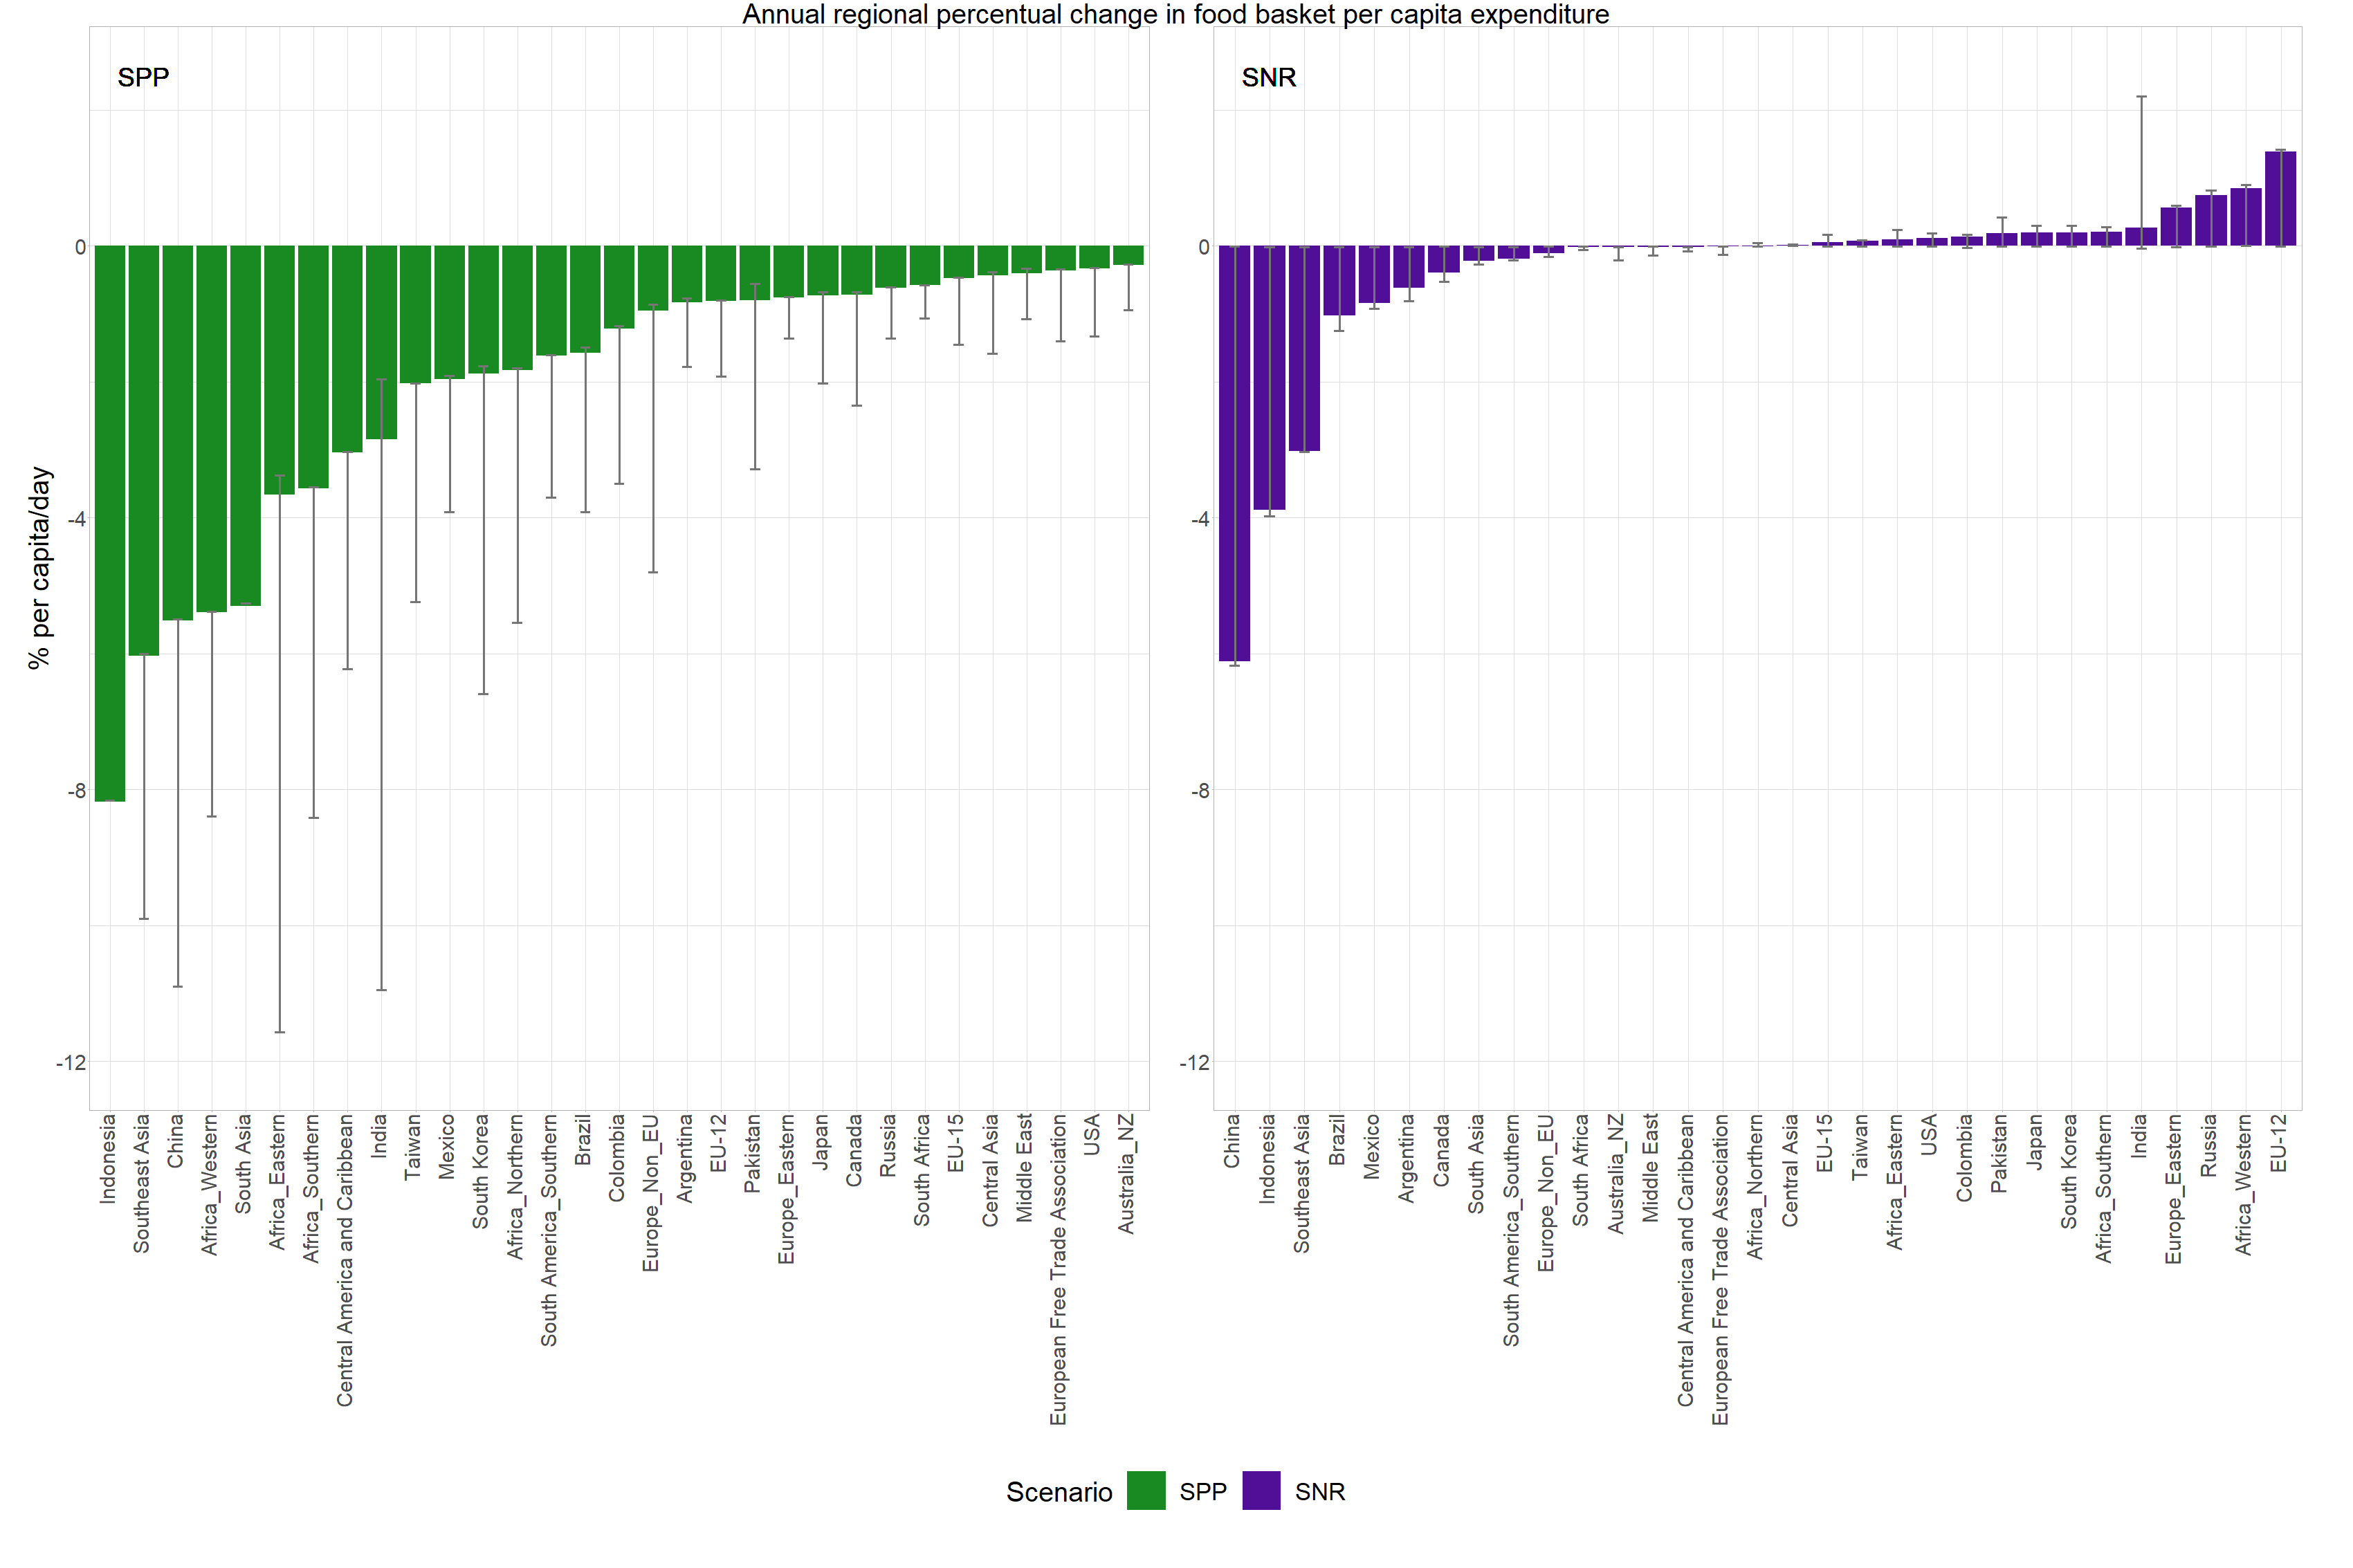 Annual regional percentual change in food basket per capita expenditure
SPP
SNR
% per capita/day
0
-4
-8
-12
0
-4
-8
-12
Indonesia
Southeast Asia
China
Africa_Western
South Asia
Africa_Eastern
Africa_Southern
Central America and Caribbean
India
Taiwan
Mexico
South Korea
Africa_Northern
South America_Southern
Brazil
Colombia
Europe_Non_EU
Argentina
EU-12
Pakistan
Europe_Eastern
Japan
Canada
Russia
South Africa
EU-15
Central Asia
Middle East
European Free Trade Association
USA
Australia_NZ
China
Indonesia
Southeast Asia
Brazil
Mexico
Argentina
Canada
South Asia
South America_Southern
Europe_Non_EU
South Africa
Australia_NZ
Middle East
Central America and Caribbean
European Free Trade Association
Africa_Northern
Central Asia
EU-15
Taiwan
Africa_Eastern
USA
Colombia
Pakistan
Japan
South Korea
Africa_Southern
India
Europe_Eastern
Russia
Africa_Western
EU-12
Scenario SPP SNR